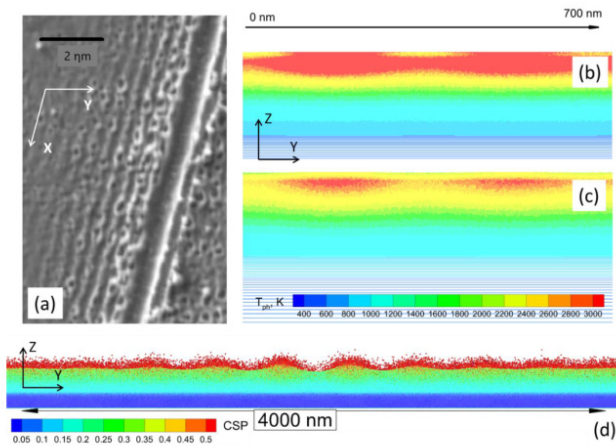 0 nm 700 nm
2 ηm
Y
X
(a)
(b)
Z
Y
(c)
T_ph, K
400 600 800 1000 1200 1400 1600 1800 2000 2200 2400 2600 2800 3000
Z
Y
4000 nm
(d)
CSP
0.05 0.1 0.15 0.2 0.25 0.3 0.35 0.4 0.45 0.5